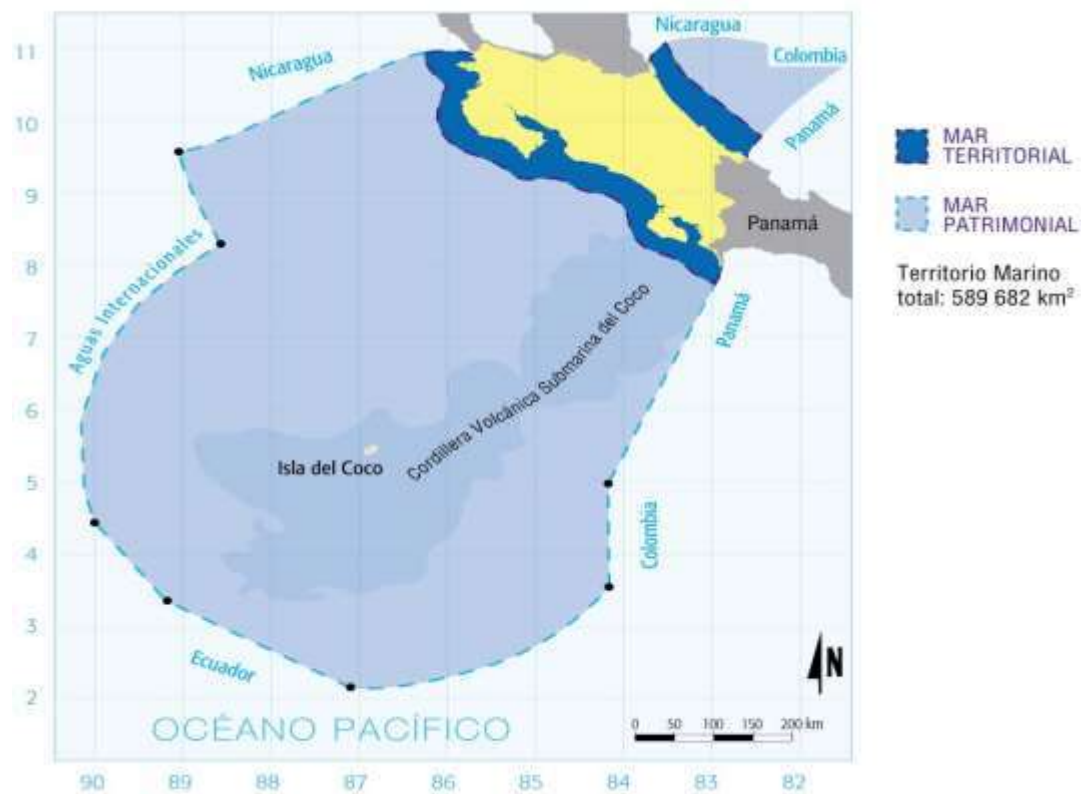 Nicaragua
Nicaragua
Colombia
Panamá
11
10
9
8
7
6
5
4
3
2
MAR
TERRITORIAL
MAR
PATRIMONIAL
Territorio Marino
total: 589 682 km²
Panamá
Aguas Internacionales
Panamá
Cordillera Volcánica Submarina del Coco
Isla del Coco
Colombia
Ecuador
N
OCÉANO PACÍFICO
0 50 100 150 200 km
90 89 88 87 86 85 84 83 82